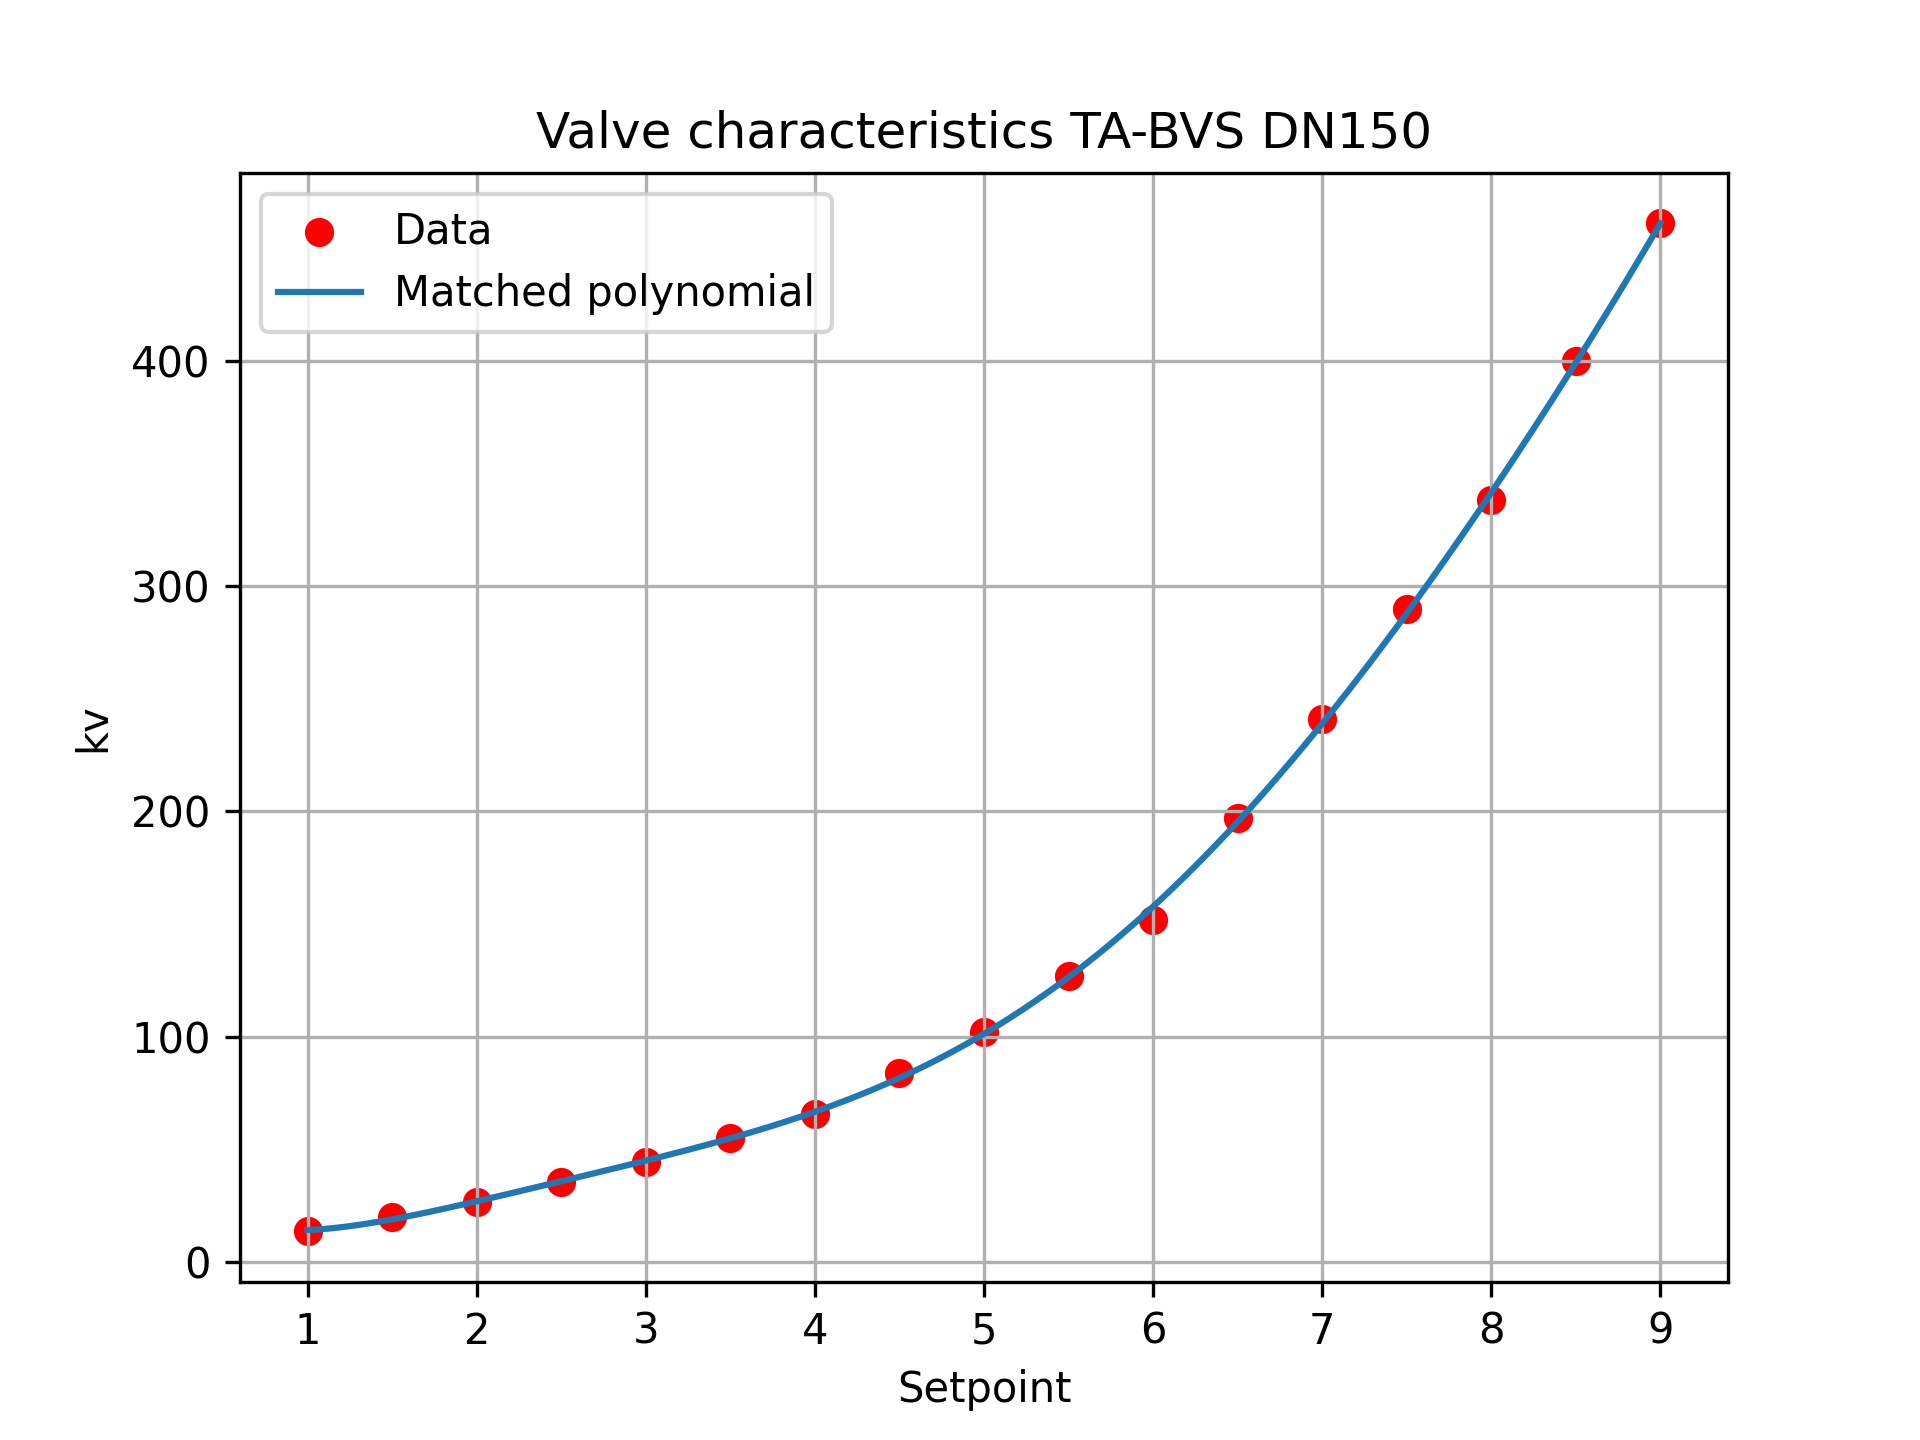 Valve characteristics TA-BVS DN150
Data
Matched polynomial
400
300
200
100
0
kv
1 2 3 4 5 6 7 8 9
Setpoint